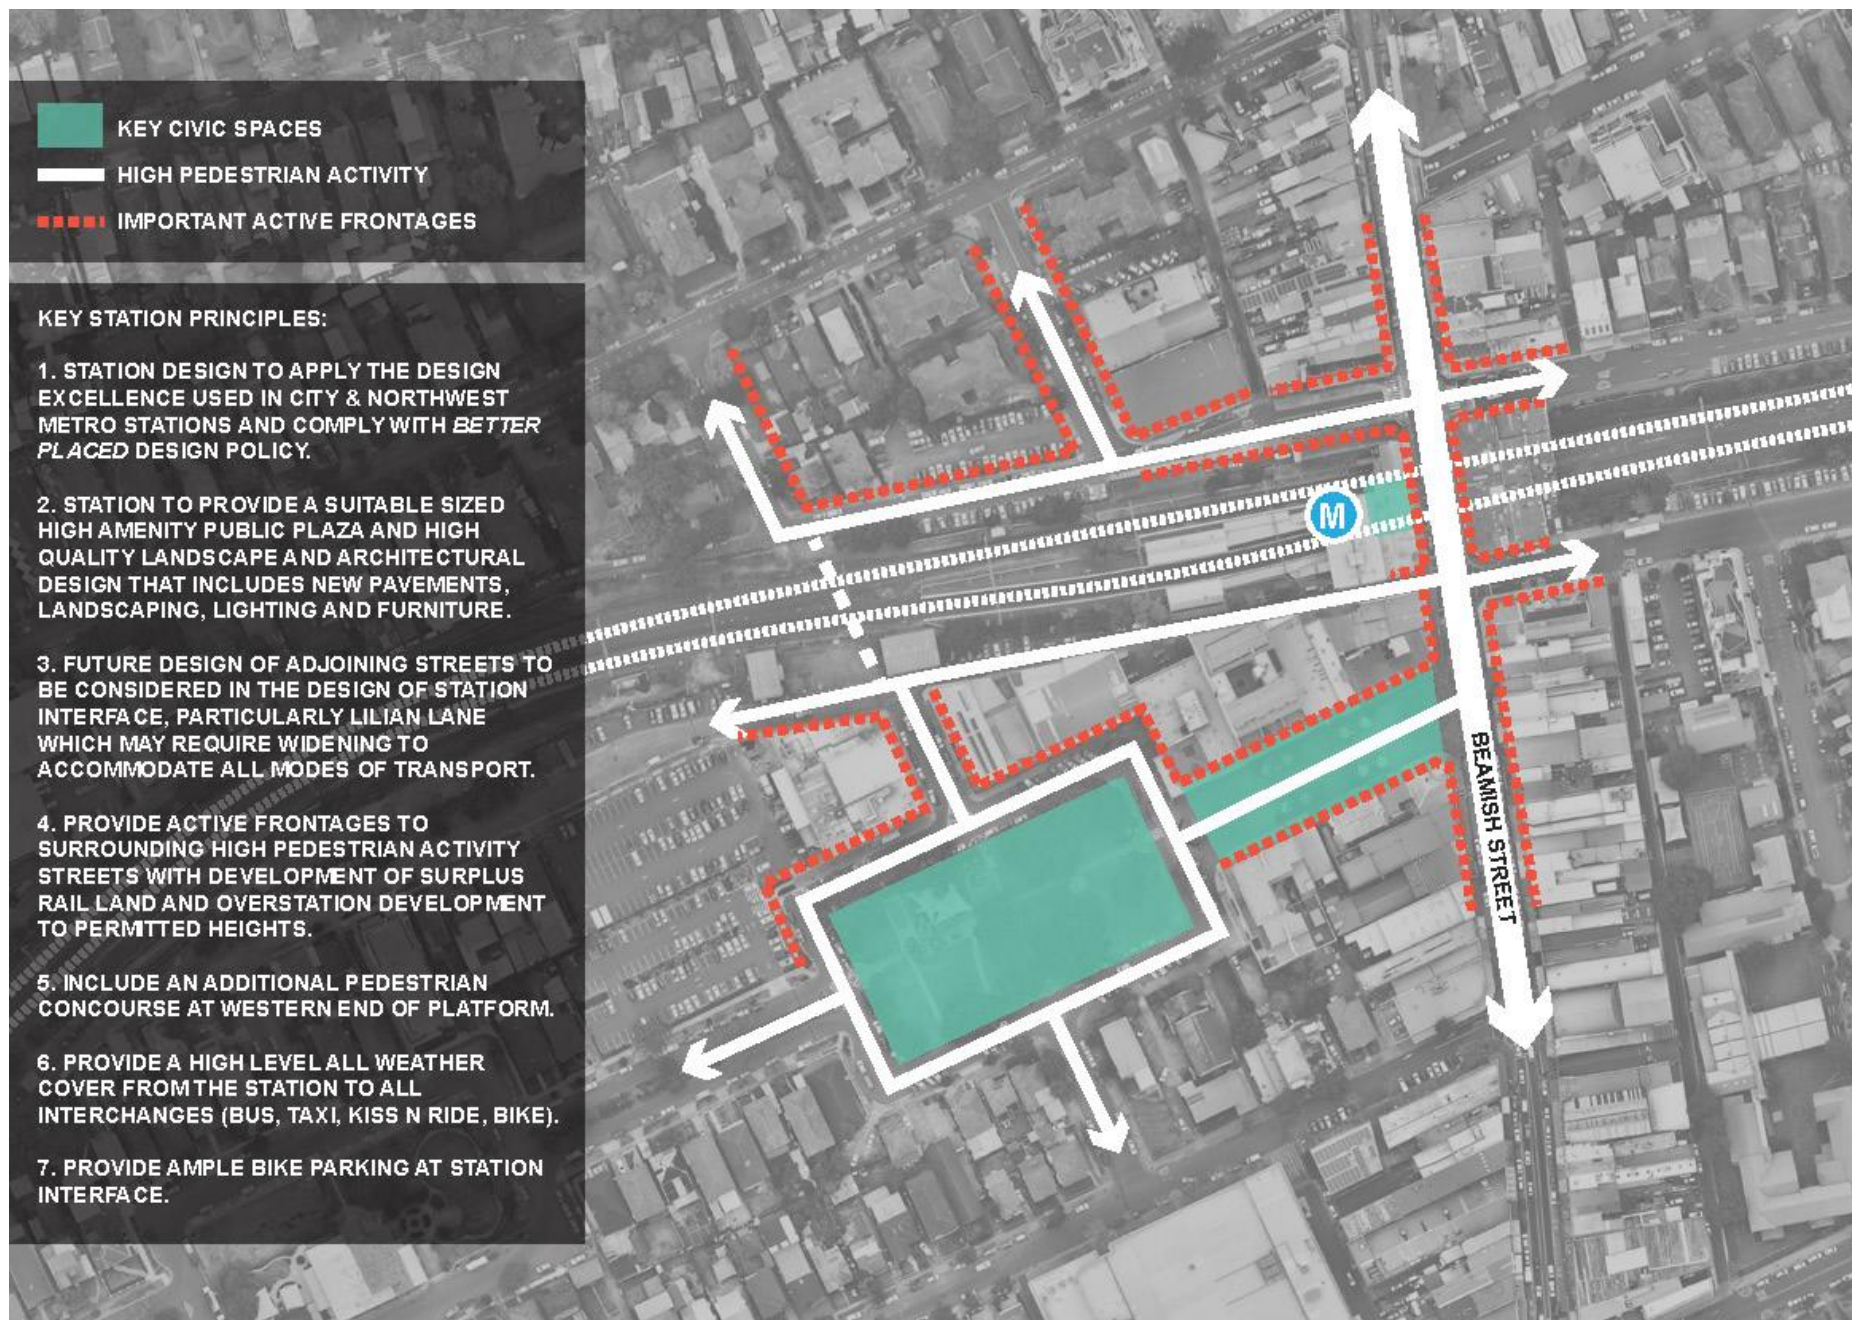 KEY CIVIC SPACES
HIGH PEDESTRIAN ACTIVITY
IMPORTANT ACTIVE FRONTAGES
KEY STATION PRINCIPLES:
1. STATION DESIGN TO APPLY THE DESIGN
EXCELLENCE USED IN CITY & NORTHWEST
METRO STATIONS AND COMPLY WITH BETTER
PLACED DESIGN POLICY.
2. STATION TO PROVIDE A SUITABLE SIZED
HIGH AMENITY PUBLIC PLAZA AND HIGH
QUALITY LANDSCAPE AND ARCHITECTURAL
DESIGN THAT INCLUDES NEW PAVEMENTS,
LANDSCAPING, LIGHTING AND FURNITURE.
3. FUTURE DESIGN OF ADJOINING STREETS TO
BE CONSIDERED IN THE DESIGN OF STATION
INTERFACE, PARTICULARLY LILIAN LANE
WHICH MAY REQUIRE WIDENING TO
ACCOMMODATE ALL MODES OF TRANSPORT.
4. PROVIDE ACTIVE FRONTAGES TO
SURROUNDING HIGH PEDESTRIAN ACTIVITY
STREETS WITH DEVELOPMENT OF SURPLUS
RAIL LAND AND OVERSTATION DEVELOPMENT
TO PERMITTED HEIGHTS.
5. INCLUDE AN ADDITIONAL PEDESTRIAN
CONCOURSE AT WESTERN END OF PLATFORM.
6. PROVIDE A HIGH LEVEL ALL WEATHER
COVER FROM THE STATION TO ALL
INTERCHANGES (BUS, TAXI, KISS N RIDE, BIKE).
7. PROVIDE AMPLE BIKE PARKING AT STATION
INTERFACE.
M
BEAMISH STREET